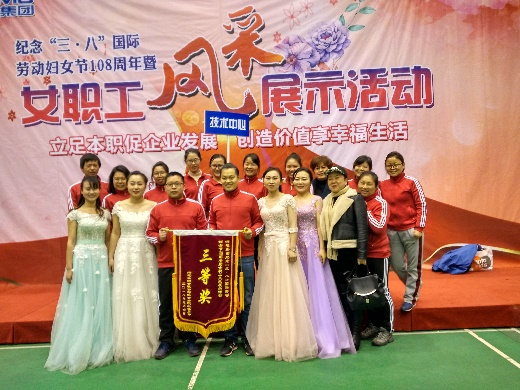 集团
纪念“三·八”国际
劳动妇女节108周年暨
女职工风采展示活动
立足本职促企业发展 创造价值享幸福生活
技术中心
三等奖